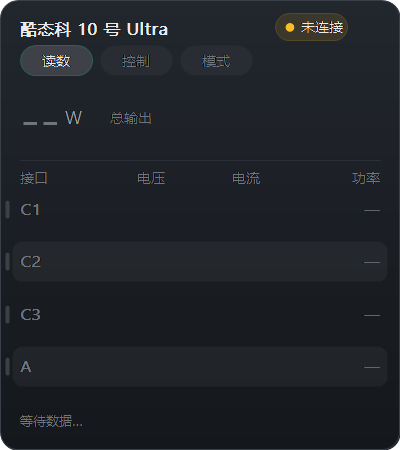 酷态科 10 号 Ultra
未连接
读数 控制 模式
-- W 总输出
接口 电压 电流 功率
C1 —
C2 —
C3 —
A —
等待数据...